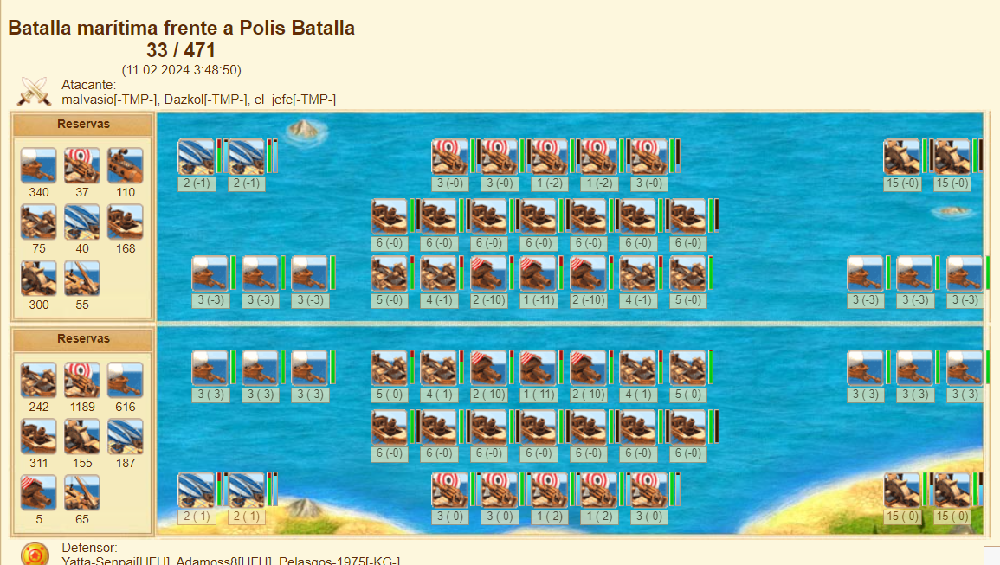 Batalla marítima frente a Polis Batalla
33 / 471
(11.02.2024 3:48:50)
Atacante:
malvasio[-TMP-], Dazkol[-TMP-], el_jefe[-TMP-]
Reservas
340 37 110
75 40 168
300 55
2 (-1) 2 (-1) 3 (-0) 3 (-0) 1 (-2) 1 (-2) 3 (-0) 15 (-0) 15 (-0)
6 (-0) 6 (-0) 6 (-0) 6 (-0) 6 (-0) 6 (-0) 6 (-0)
3 (-3) 3 (-3) 3 (-3) 5 (-0) 4 (-1) 2 (-10) 1 (-11) 2 (-10) 4 (-1) 5 (-0) 3 (-3) 3 (-3) 3 (-3)
Reservas
242 1189 616
311 155 187
5 65
3 (-3) 3 (-3) 3 (-3) 5 (-0) 4 (-1) 2 (-10) 1 (-11) 2 (-10) 4 (-1) 5 (-0) 3 (-3) 3 (-3) 3 (-3)
6 (-0) 6 (-0) 6 (-0) 6 (-0) 6 (-0) 6 (-0) 6 (-0)
2 (-1) 2 (-1) 3 (-0) 3 (-0) 1 (-2) 1 (-2) 3 (-0) 15 (-0) 15 (-0)
Defensor:
Yatta-Senpai[HFH], Adamoss8[HFH], Pelasgos-1975[-KG-]